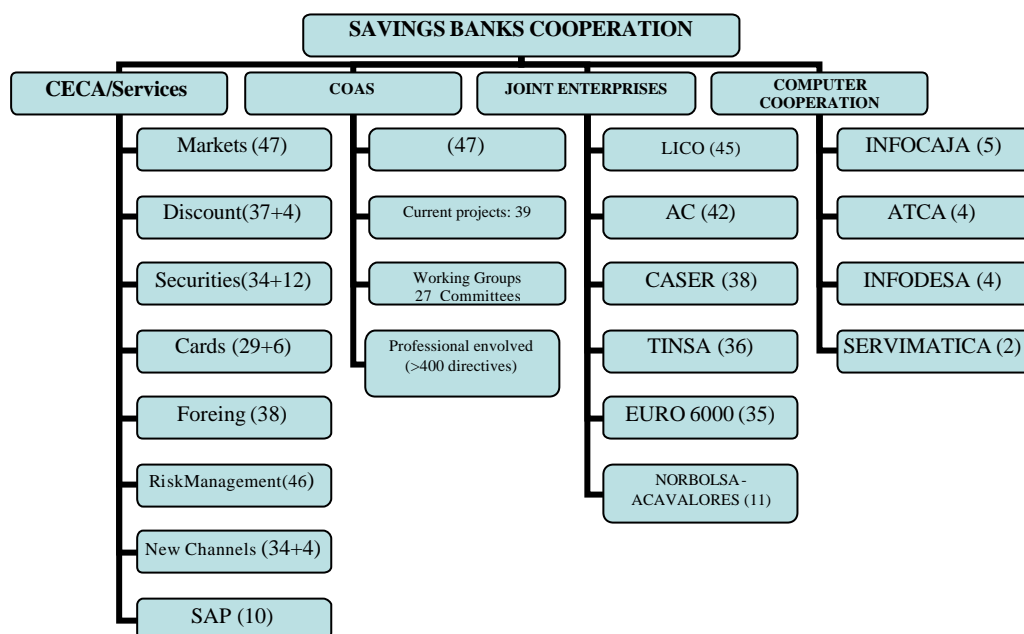 SAVINGS BANKS COOPERATION
CECA/Services
Markets (47)
Discount(37+4)
Securities(34+12)
Cards (29+6)
Foreing (38)
RiskManagement(46)
New Channels (34+4)
SAP (10)
COAS
(47)
Current projects: 39
Working Groups
27 Committees
Professional envolved
(>400 directives)
JOINT ENTERPRISES
LICO (45)
AC (42)
CASER (38)
TINSA (36)
EURO 6000 (35)
NORBOLSA-
ACAVALORES (11)
COMPUTER
COOPERATION
INFOCAJA (5)
ATCA (4)
INFODESA (4)
SERVIMATICA (2)